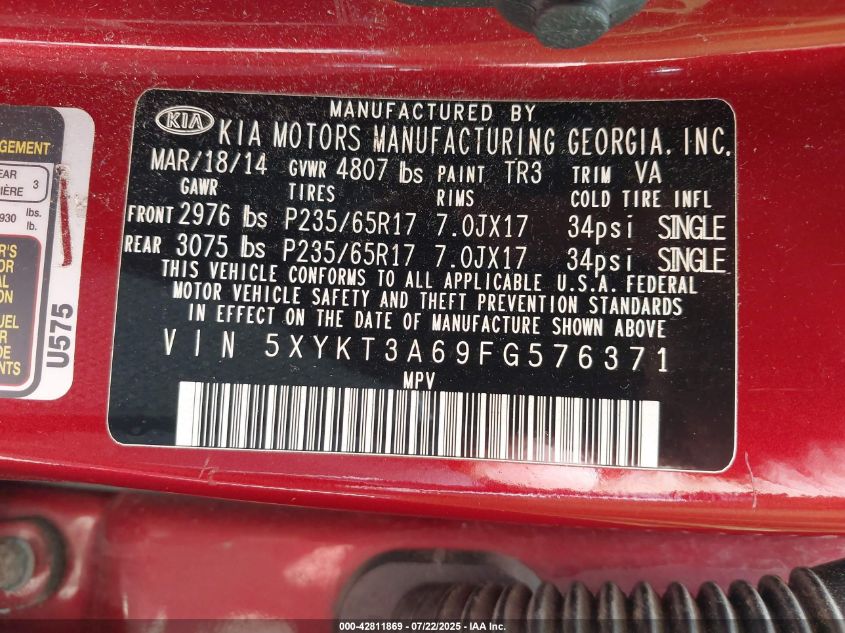 MANUFACTURED BY
KIA KIA MOTORS MANUFACTURING GEORGIA, INC.
MAR/18/14 GVWR 4807 lbs PAINT TR3 TRIM VA
GAWR TIRES RIMS COLD TIRE INFL
FRONT 2976 lbs P235/65R17 7.0JX17 34psi SINGLE
REAR 3075 lbs P235/65R17 7.0JX17 34psi SINGLE
THIS VEHICLE CONFORMS TO ALL APPLICABLE U.S.A. FEDERAL
MOTOR VEHICLE SAFETY AND THEFT PREVENTION STANDARDS
IN EFFECT ON THE DATE OF MANUFACTURE SHOWN ABOVE
VIN 5XYKT3A69FG576371
MPV
3
930 lbs.
lb.
U575
000-42811869 - 07/22/2025 - IAA Inc.